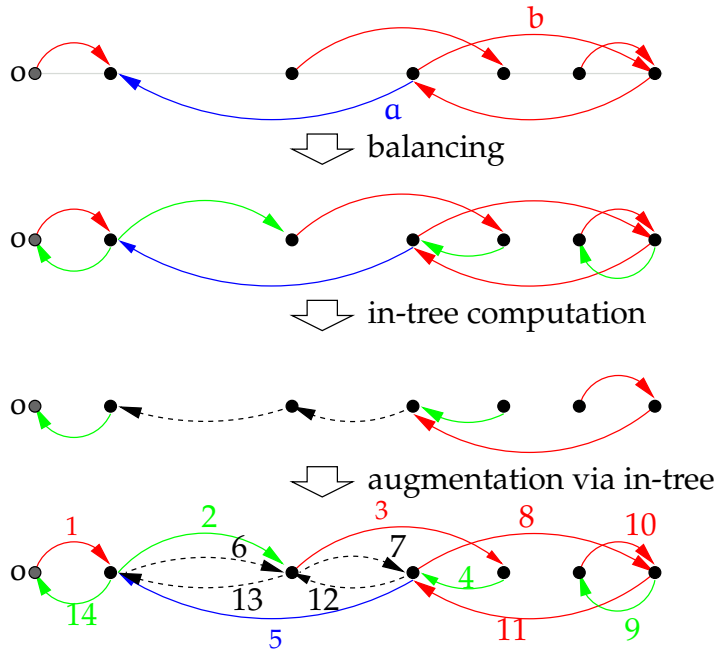 b
o
a
balancing
o
in-tree computation
o
augmentation via in-tree
1 2 3 8 10
6 7
o
4
14 13 12
5 11 9